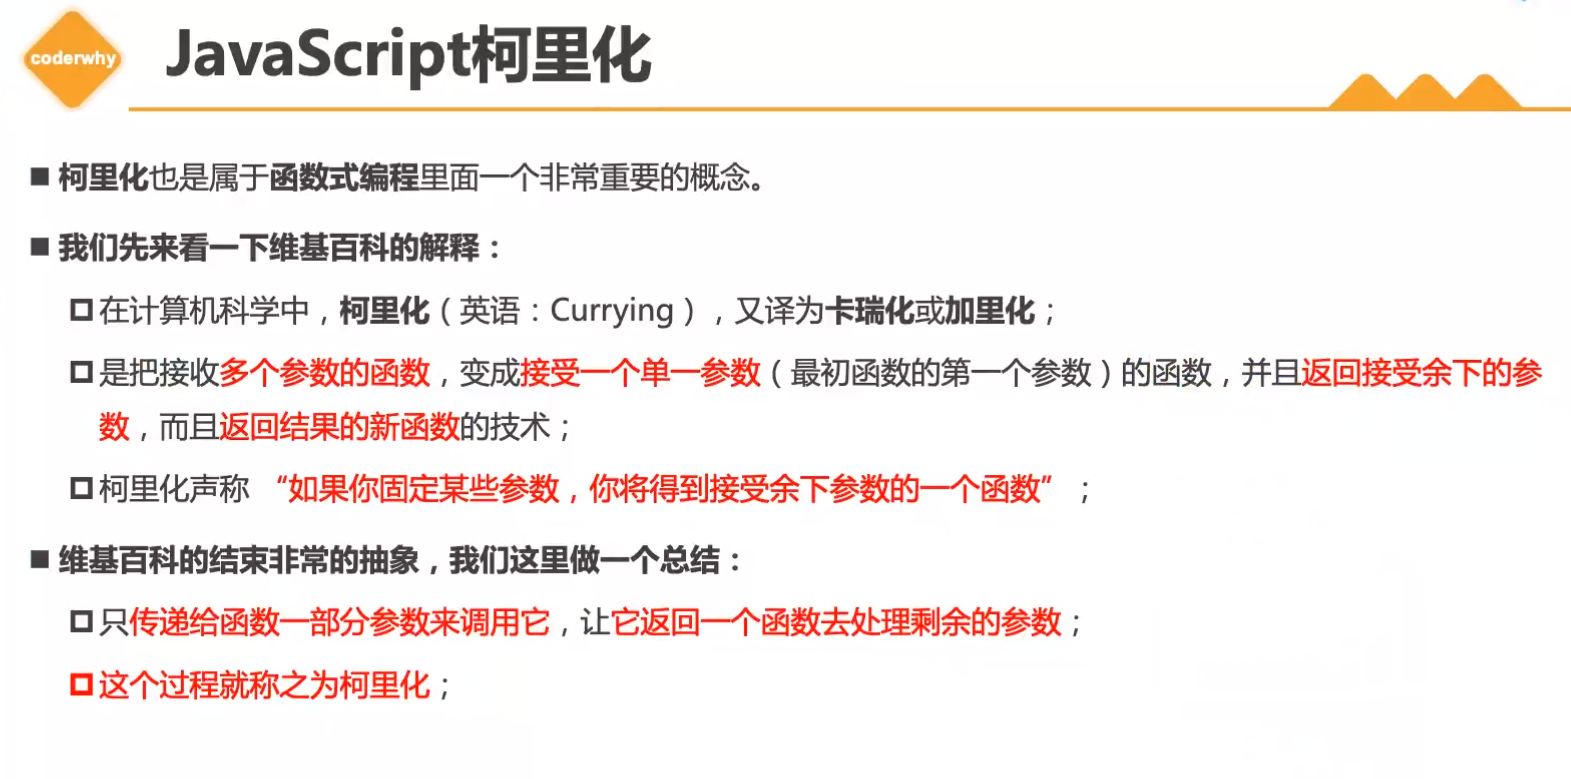 coderwhy
JavaScript柯里化
柯里化也是属于函数式编程里面一个非常重要的概念。
我们先来看一下维基百科的解释：
在计算机科学中，柯里化（英语：Currying），又译为卡瑞化或加里化；
是把接收多个参数的函数，变成接受一个单一参数（最初函数的第一个参数）的函数，并且返回接受余下的参
数，而且返回结果的新函数的技术；
柯里化声称 “如果你固定某些参数，你将得到接受余下参数的一个函数” ；
维基百科的结束非常的抽象，我们这里做一个总结：
只传递给函数一部分参数来调用它，让它返回一个函数去处理剩余的参数；
这个过程就称之为柯里化；